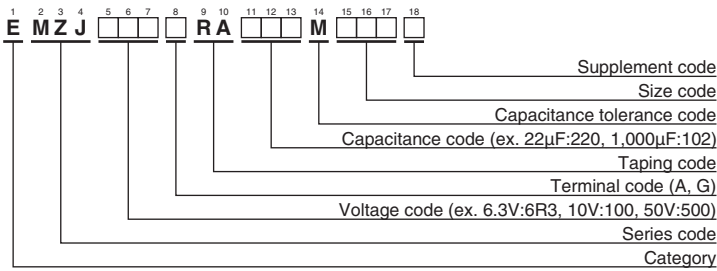 1 2 3 4 5 6 7 8 9 10 11 12 13 14 15 16 17 18
E MZJ □□□ □ RA □□□ M □□□ □
Supplement code
Size code
Capacitance tolerance code
Capacitance code (ex. 22μF:220, 1,000μF:102)
Taping code
Terminal code (A, G)
Voltage code (ex. 6.3V:6R3, 10V:100, 50V:500)
Series code
Category